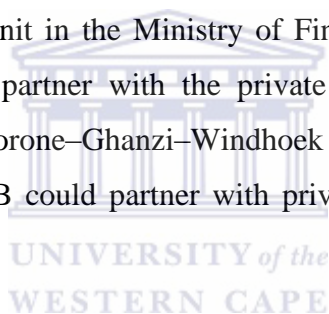 nit in the Ministry of Fin
partner with the private
orone–Ghanzi–Windhoek
B could partner with priv
UNIVERSITY of the
WESTERN CAPE